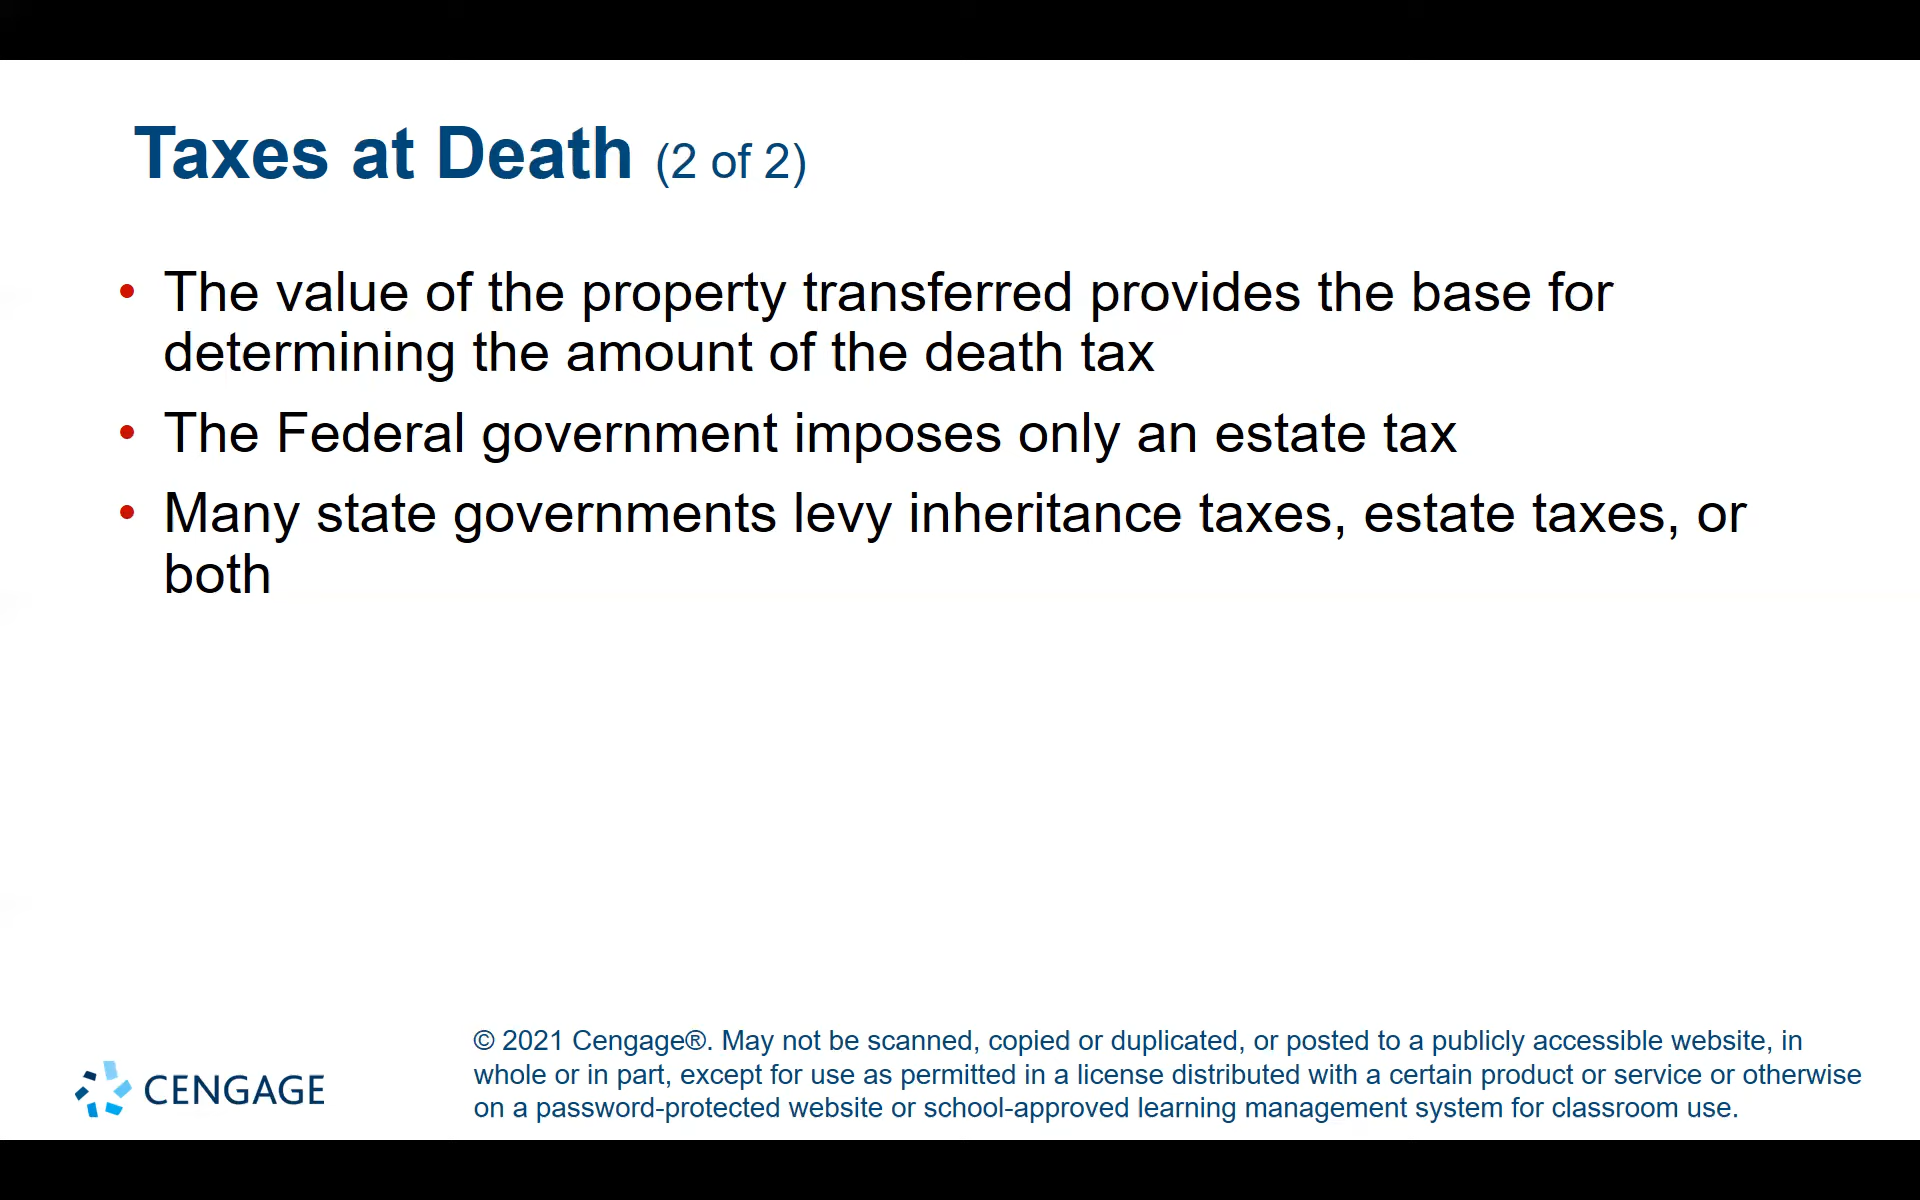 Taxes at Death (2 of 2)
• The value of the property transferred provides the base for
determining the amount of the death tax
• The Federal government imposes only an estate tax
• Many state governments levy inheritance taxes, estate taxes, or
both
CENGAGE
© 2021 Cengage®. May not be scanned, copied or duplicated, or posted to a publicly accessible website, in
whole or in part, except for use as permitted in a license distributed with a certain product or service or otherwise
on a password-protected website or school-approved learning management system for classroom use.